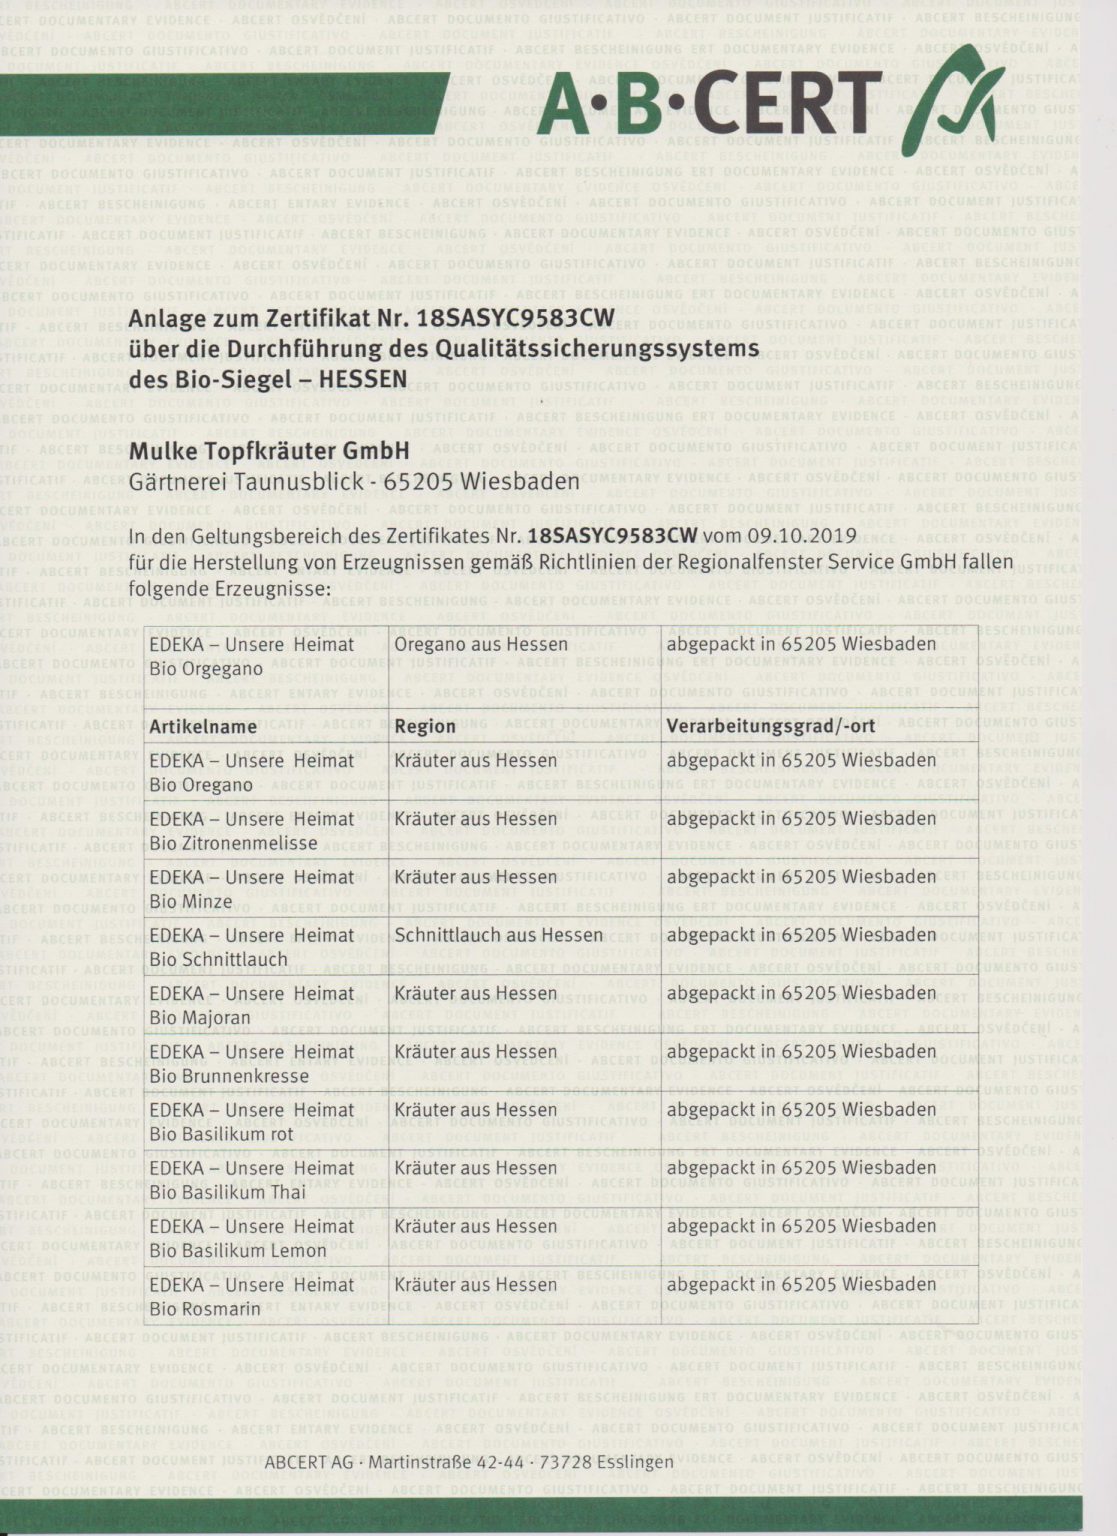 A·B·CERT
Anlage zum Zertifikat Nr. 18SASYC9583CW
über die Durchführung des Qualitätssicherungssystems
des Bio-Siegel – HESSEN
Mulke Topfkräuter GmbH
Gärtnerei Taunusblick - 65205 Wiesbaden
In den Geltungsbereich des Zertifikates Nr. 18SASYC9583CW vom 09.10.2019
für die Herstellung von Erzeugnissen gemäß Richtlinien der Regionalfenster Service GmbH fallen
folgende Erzeugnisse:
EDEKA – Unsere Heimat Oregano aus Hessen abgepackt in 65205 Wiesbaden
Bio Orgegano
Artikelname Region Verarbeitungsgrad/-ort
EDEKA – Unsere Heimat Kräuter aus Hessen abgepackt in 65205 Wiesbaden
Bio Oregano
EDEKA – Unsere Heimat Kräuter aus Hessen abgepackt in 65205 Wiesbaden
Bio Zitronenmelisse
EDEKA – Unsere Heimat Kräuter aus Hessen abgepackt in 65205 Wiesbaden
Bio Minze
EDEKA – Unsere Heimat Schnittlauch aus Hessen abgepackt in 65205 Wiesbaden
Bio Schnittlauch
EDEKA – Unsere Heimat Kräuter aus Hessen abgepackt in 65205 Wiesbaden
Bio Majoran
EDEKA – Unsere Heimat Kräuter aus Hessen abgepackt in 65205 Wiesbaden
Bio Brunnenkresse
EDEKA – Unsere Heimat Kräuter aus Hessen abgepackt in 65205 Wiesbaden
Bio Basilikum rot
EDEKA – Unsere Heimat Kräuter aus Hessen abgepackt in 65205 Wiesbaden
Bio Basilikum Thai
EDEKA – Unsere Heimat Kräuter aus Hessen abgepackt in 65205 Wiesbaden
Bio Basilikum Lemon
EDEKA – Unsere Heimat Kräuter aus Hessen abgepackt in 65205 Wiesbaden
Bio Rosmarin
ABCERT AG · Martinstraße 42-44 · 73728 Esslingen